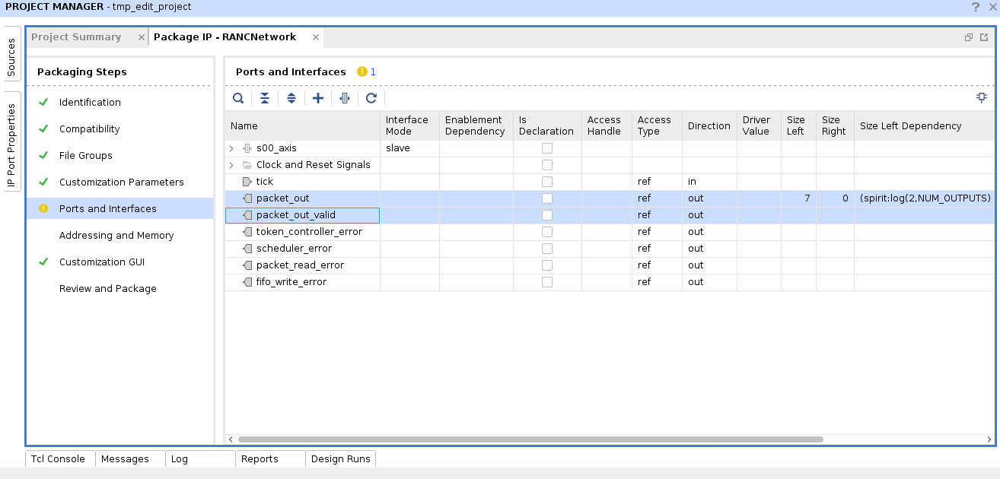 PROJECT MANAGER - tmp_edit_project
?
Sources
IP Port Properties
Project Summary
Package IP - RANCNetwork
Packaging Steps
Identification
Compatibility
File Groups
Customization Parameters
Ports and Interfaces
Addressing and Memory
Customization GUI
Review and Package
Ports and Interfaces 1
Name Interface Mode Enablement Dependency Is Declaration Access Handle Access Type Direction Driver Value Size Left Size Right Size Left Dependency
s00_axis slave
Clock and Reset Signals
tick ref in
packet_out ref out 7 0 (spirit:log(2,NUM_OUTPUTS)
packet_out_valid ref out
token_controller_error ref out
scheduler_error ref out
packet_read_error ref out
fifo_write_error ref out
Tcl Console Messages Log Reports Design Runs